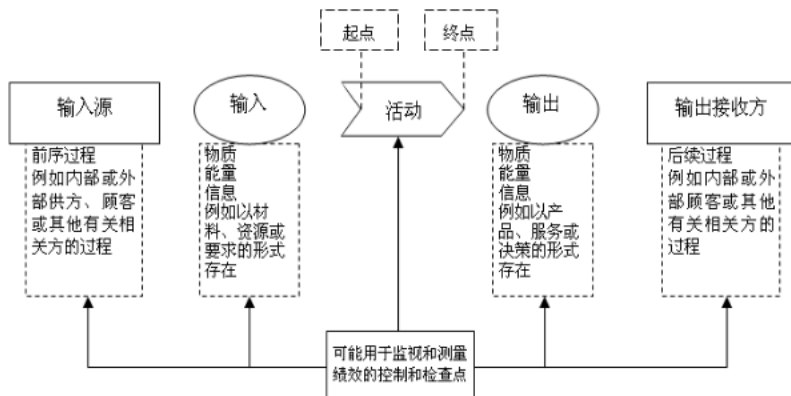 起点
终点
输入源
输入
活动
输出
输出接收方
前序过程
例如内部或外
部供方、顾客
或其他有关相
关方的过程
物质
能量
信息
例如以材
料、资源或
要求的形式
存在
物质
能量
信息
例如以产
品、服务或
决策的形式
存在
后续过程
例如内部或外
部顾客或其他
有关相关方的
过程
可能用于监视和测量
绩效的控制和检查点